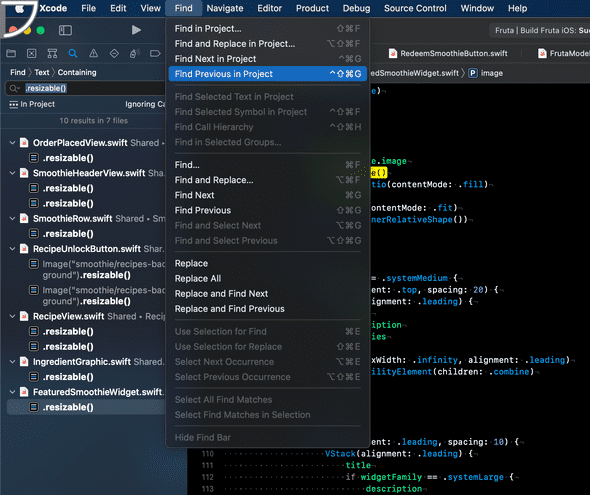 Xcode File Edit View Find Navigate Editor Product Debug Source Control Window Help
Fruta | Build Fruta iOS: Suc
RedeemSmoothieButton.swift FrutaModel
Find > Text > Containing
edSmoothieWidget.swift > P image
.resizable()
In Project Ignoring Ca
10 results in 7 files
OrderPlacedView.swift Shared
.resizable()
SmoothieHeaderView.swift
.resizable()
.resizable()
SmoothieRow.swift Shared • Smo
.resizable()
RecipeUnlockButton.swift Shar
Image("smoothie/recipes-bac
ground").resizable()
Image("smoothie/recipes-bac
ground").resizable()
RecipeView.swift Shared • Recip
.resizable()
.resizable()
IngredientGraphic.swift Shared
.resizable()
FeaturedSmoothieWidget.swift
.resizable()
Find in Project... ⇧⌘F
Find and Replace in Project... ⌥⇧⌘F
Find Next in Project ^⌘G
Find Previous in Project ^⇧⌘G
Find Selected Text in Project
Find Selected Symbol in Project ^⇧⌘F
Find Call Hierarchy ^⇧⌘H
Find in Selected Groups...
Find... ⌘F
Find and Replace... ⌥⌘F
Find Next ⌘G
Find Previous ⇧⌘G
Find and Select Next ⌥⌘G
Find and Select Previous ⌥⇧⌘G
Replace
Replace All
Replace and Find Next
Replace and Find Previous
Use Selection for Find ⌘E
Use Selection for Replace ⇧⌘E
Select Next Occurrence ⌥⌘E
Select Previous Occurrence ⌥⇧⌘E
Select All Find Matches
Select Find Matches in Selection
Hide Find Bar
e.image
e()
tio(contentMode: .fill)
contentMode: .fit)
nerRelativeShape())
= .systemMedium {
: .top, spacing: 20) {
ignment: .leading) {
ription
ies
xWidth: .infinity, alignment: .leading)
ilityElement(children: .combine)
: .leading, spacing: 10) {
110 VStack(alignment: .leading) {
111 title
112 if widgetFamily == .systemLarge {
113 description